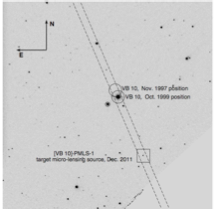 N
E
VB 10, Nov. 1997 position
VB 10, Oct. 1999 position
[VB 10]-PMLS-1
target micro-lensing source, Dec. 2011